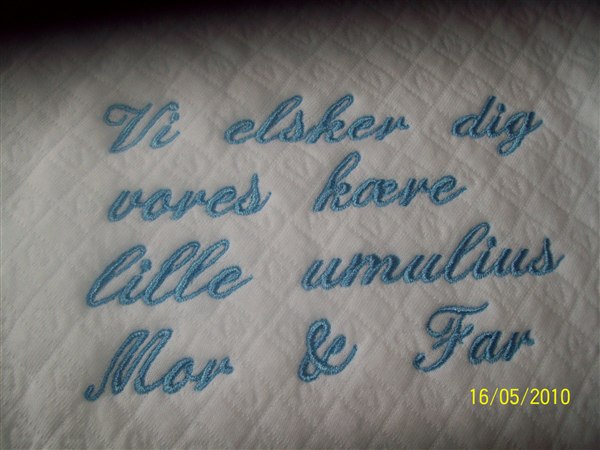 Vi elsker dig
vores kære
lille umulius
Mor & Far
16/05/2010